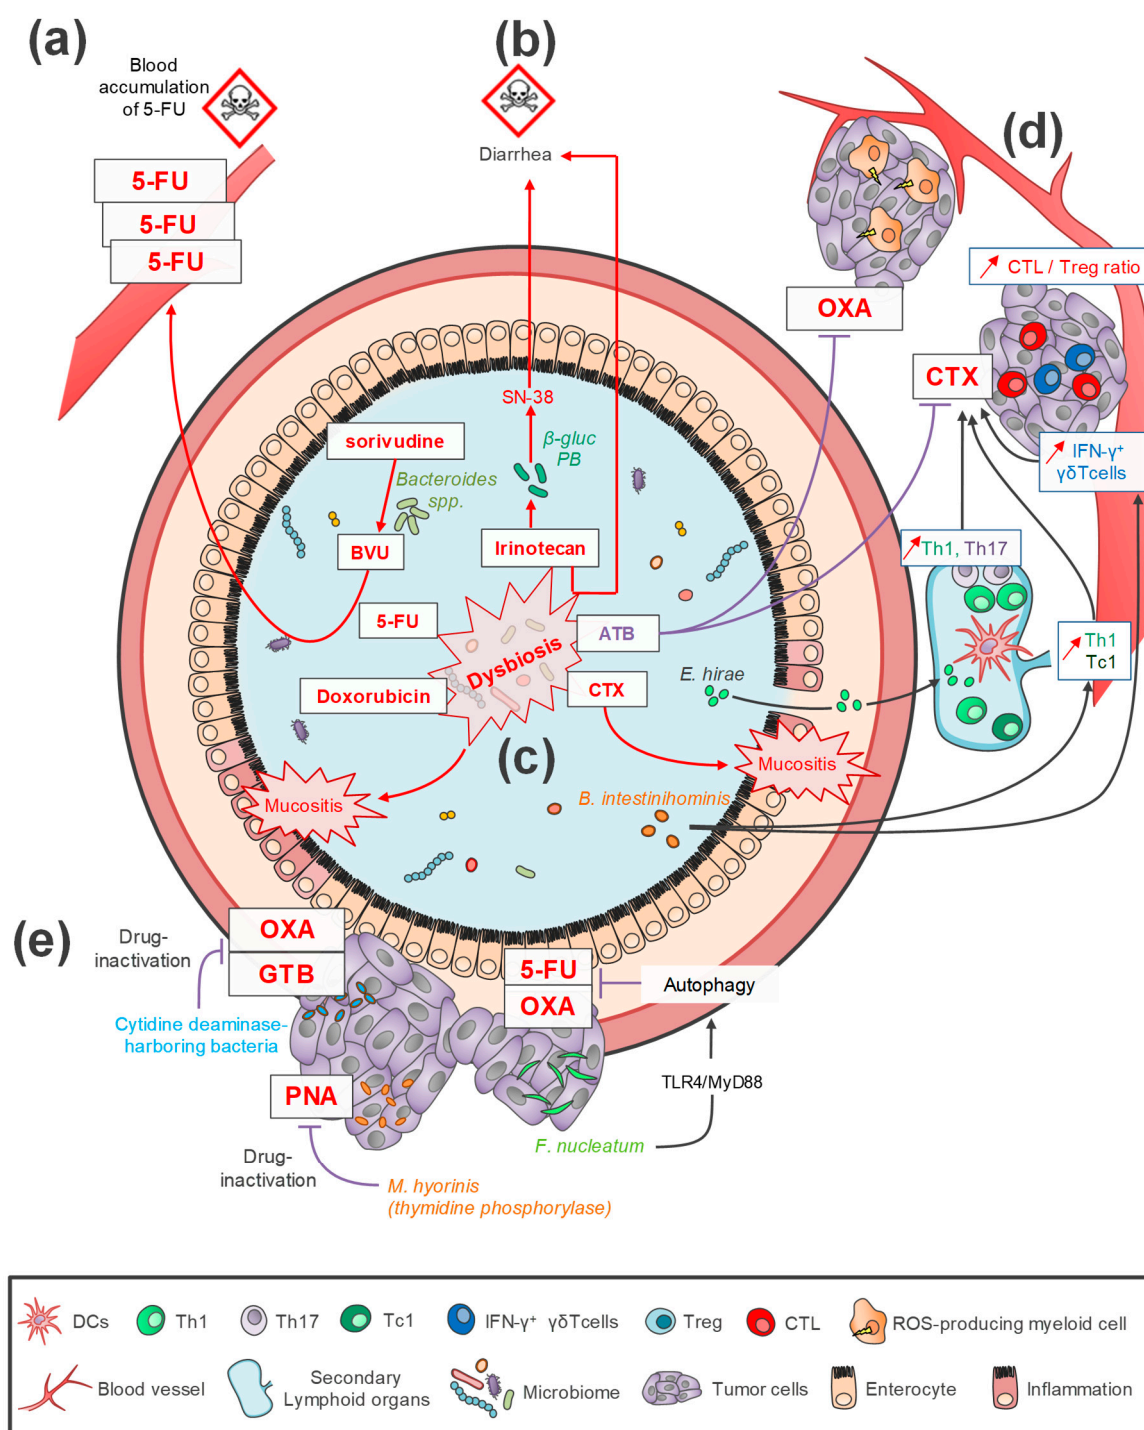 (a)
Blood
accumulation
of 5-FU
5-FU
5-FU
5-FU
(b)
Diarrhea
(d)
OXA
CTL / Treg ratio
CTX
IFN-γ+
γδTcells
Th1, Th17
Th1
Tc1
SN-38
β-gluc
PB
sorivudine
Bacteroides
spp.
BVU
Irinotecan
5-FU
ATB
Dysbiosis
Doxorubicin
CTX
E. hirae
(c)
Mucositis
Mucositis
B. intestinihominis
(e)
Drug-
inactivation
OXA
GTB
Cytidine deaminase-
harboring bacteria
5-FU
OXA
Autophagy
TLR4/MyD88
PNA
F. nucleatum
Drug-
inactivation
M. hyorinis
(thymidine phosphorylase)
DCs
Th1
Th17
Tc1
IFN-γ+ γδTcells
Treg
CTL
ROS-producing myeloid cell
Blood vessel
Secondary
Lymphoid organs
Microbiome
Tumor cells
Enterocyte
Inflammation